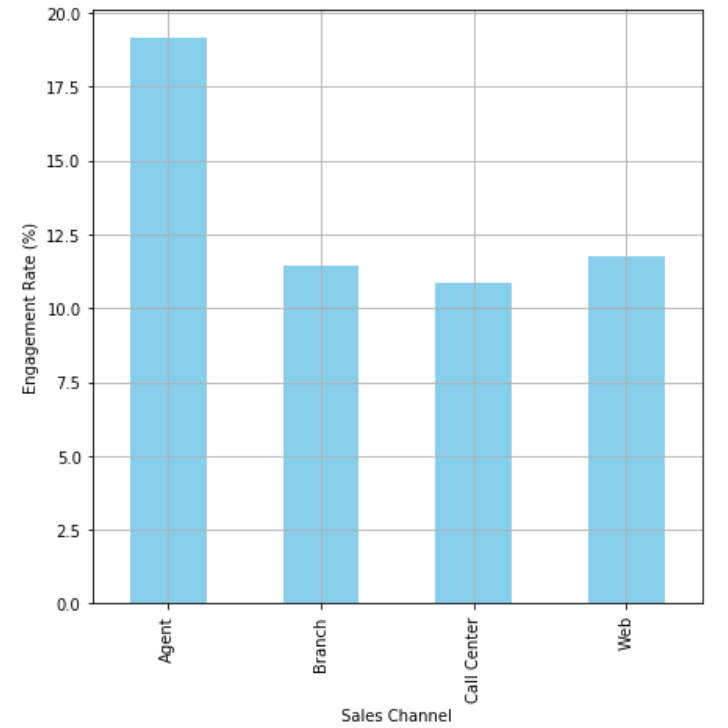 20.0
17.5
15.0
12.5
10.0
7.5
5.0
2.5
0.0
Engagement Rate (%)
Agent
Branch
Call Center
Web
Sales Channel